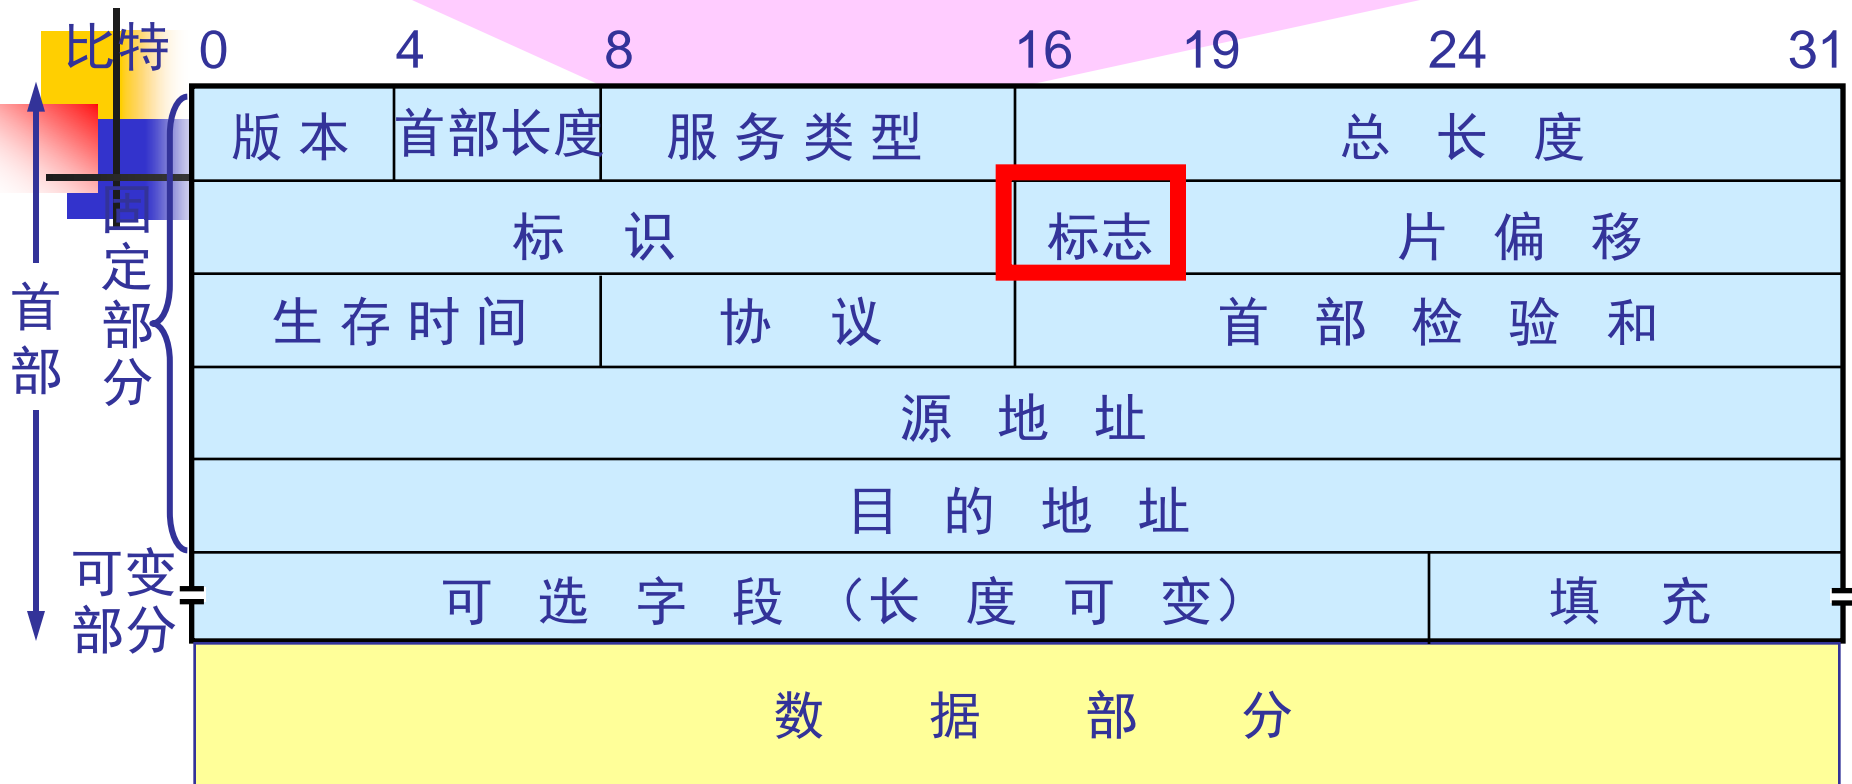 比特 0 4 8 16 19 24 31
版本 首部长度 服务类型 总长度
标识 标志 片偏移
生存时间 协议 首部检验和
源地址
目的地址
可选字段（长度可变） 填充
数据部分
首部
固定部分
可变
部分